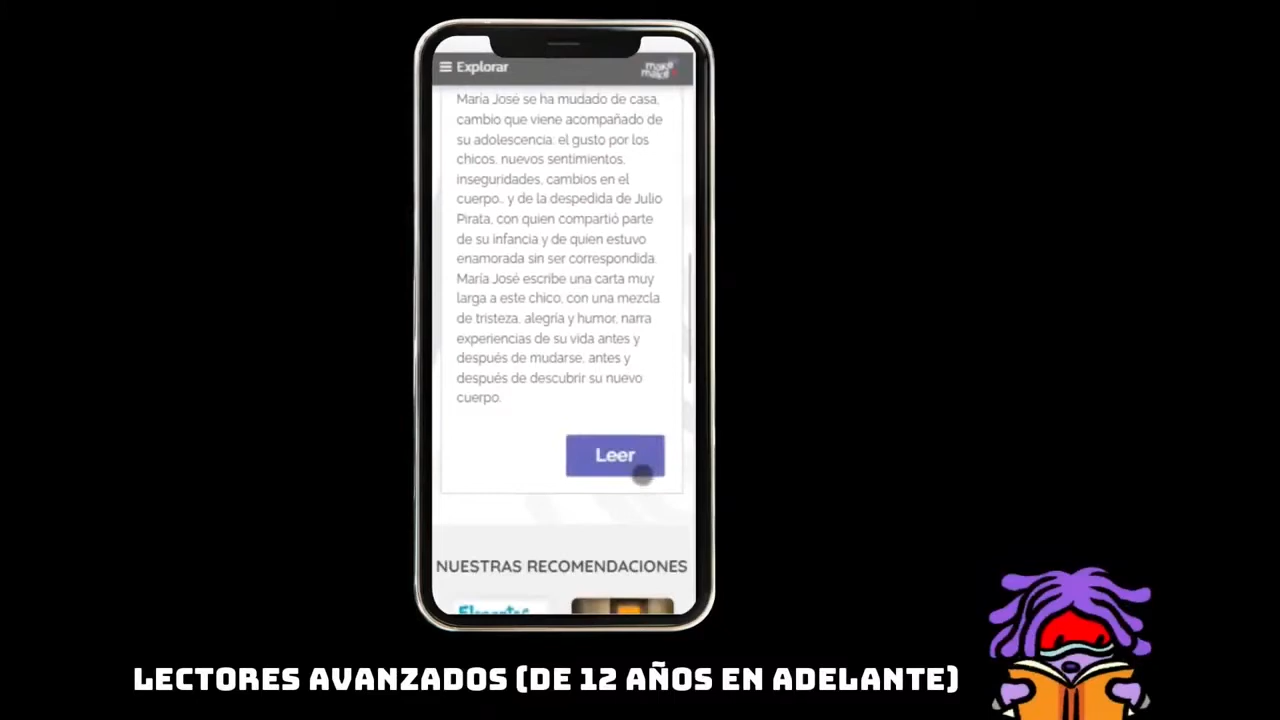 Explorar
make
make
María José se ha mudado de casa,
cambio que viene acompañado de
su adolescencia: el gusto por los
chicos, nuevos sentimientos,
inseguridades, cambios en el
cuerpo... y de la despedida de Julio
Pirata, con quien compartió parte
de su infancia y de quien estuvo
enamorada sin ser correspondida.
María José escribe una carta muy
larga a este chico, con una mezcla
de tristeza, alegría y humor, narra
experiencias de su vida antes y
después de mudarse, antes y
después de descubrir su nuevo
cuerpo.
Leer
NUESTRAS RECOMENDACIONES
LECTORES AVANZADOS (DE 12 AÑOS EN ADELANTE)